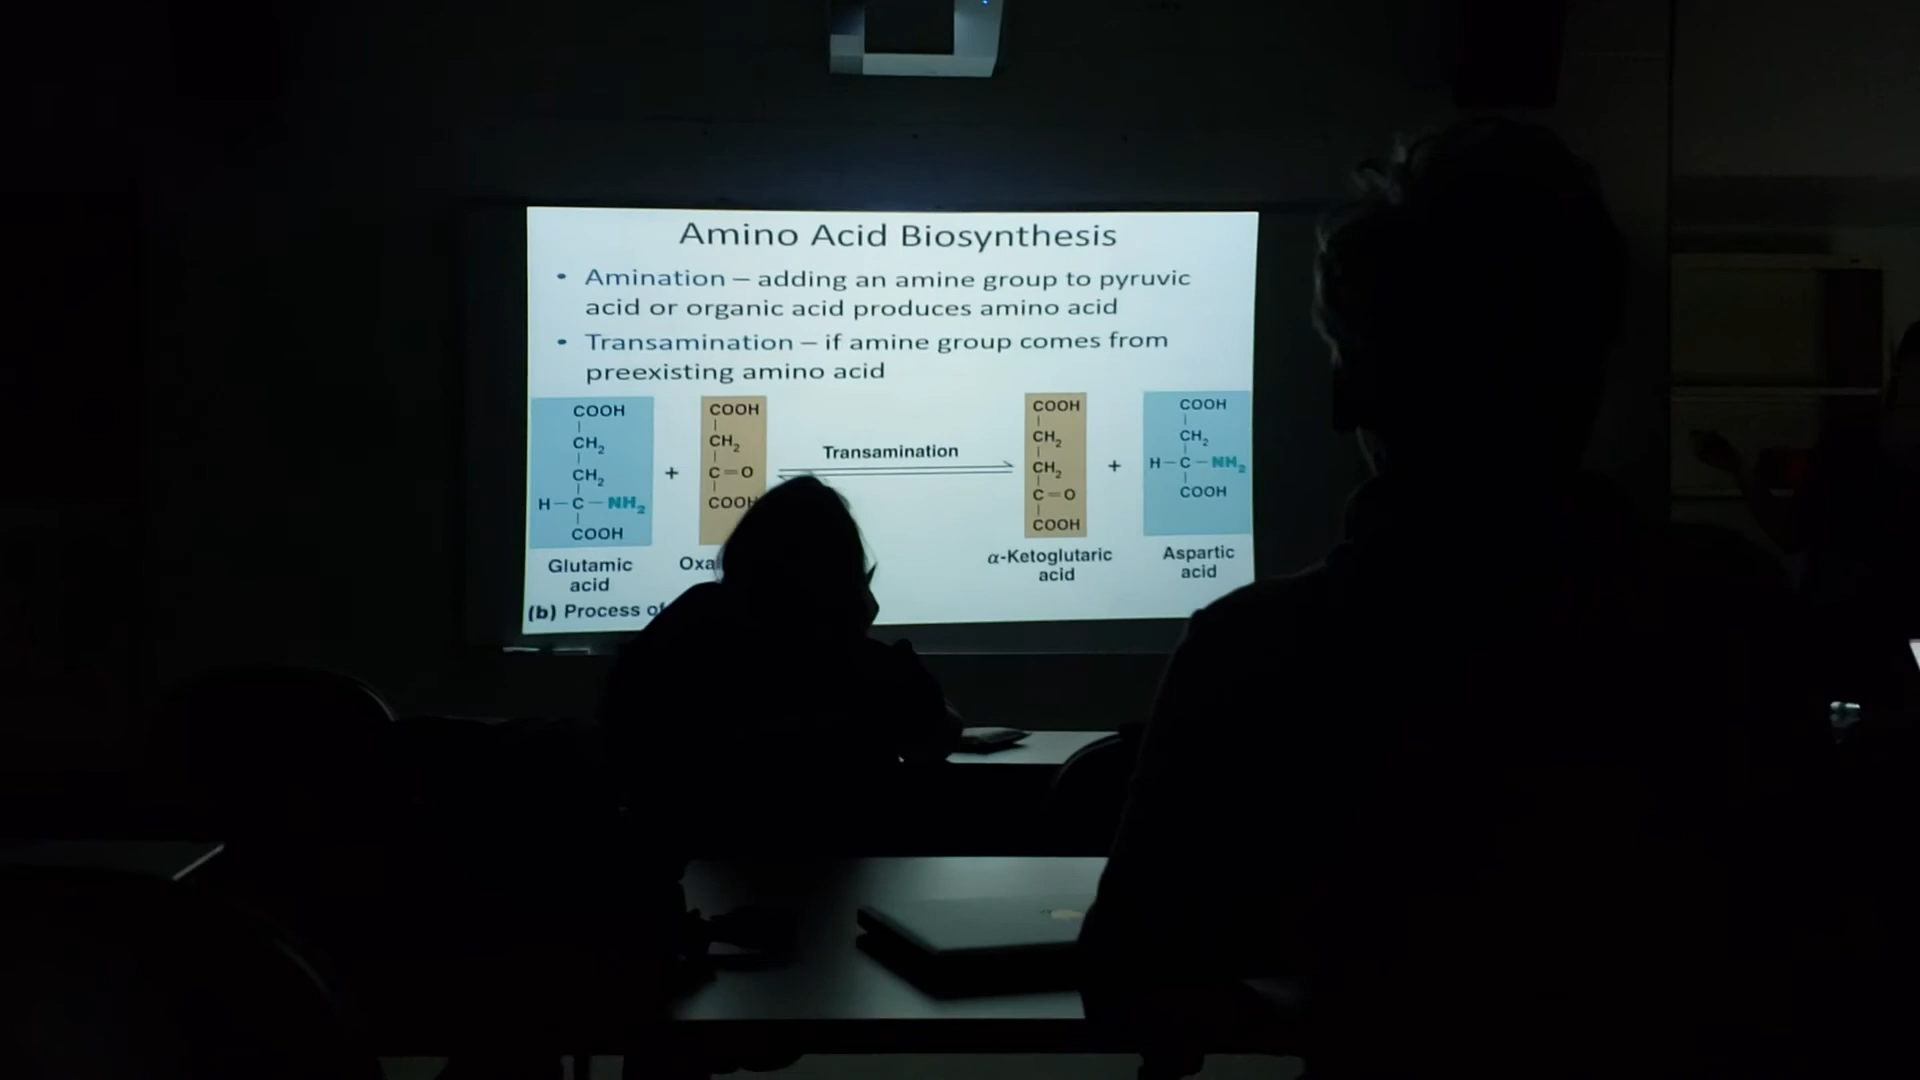 Amino Acid Biosynthesis
• Amination – adding an amine group to pyruvic
acid or organic acid produces amino acid
• Transamination – if amine group comes from
preexisting amino acid
COOH
CH2
CH2
H–C–NH2
COOH
Glutamic
acid
+
COOH
CH2
C=O
COOH
Transamination
COOH
CH2
CH2
C=O
COOH
α-Ketoglutaric
acid
+
COOH
CH2
H–C–NH2
COOH
Aspartic
acid
(b) Process